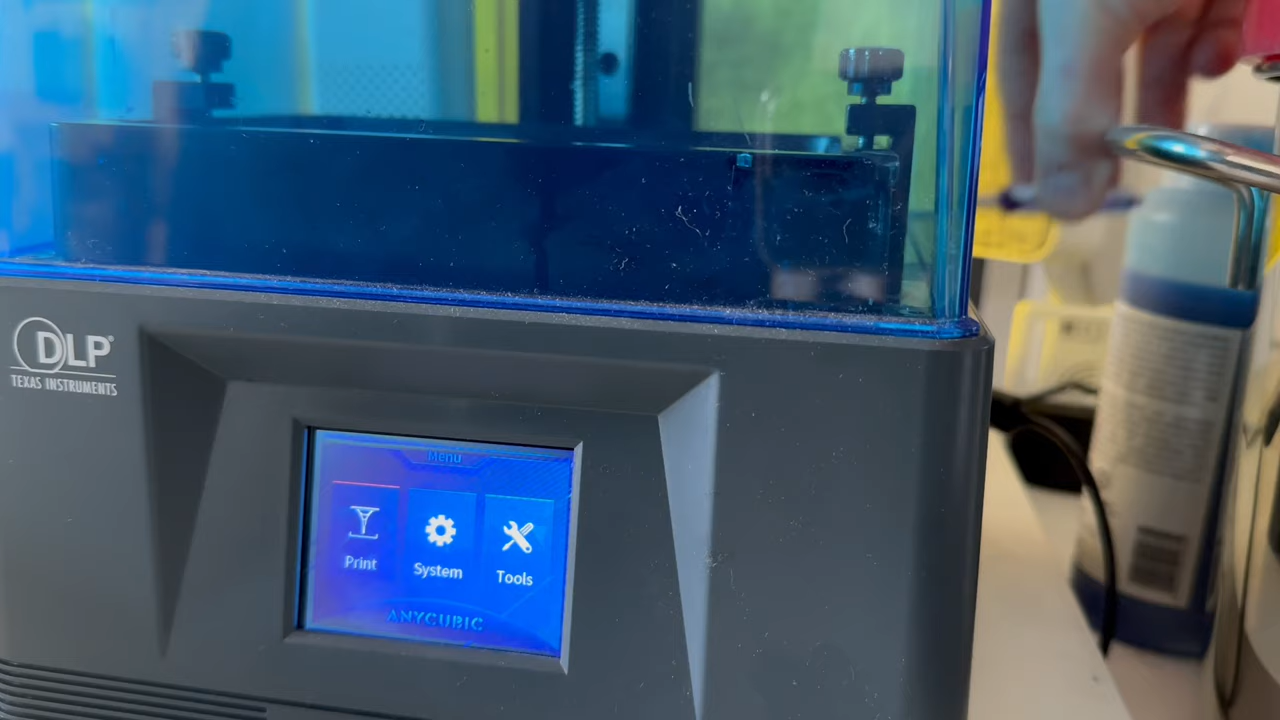 DLP®
TEXAS INSTRUMENTS
Menu
Print
System
Tools
ANYCUBIC